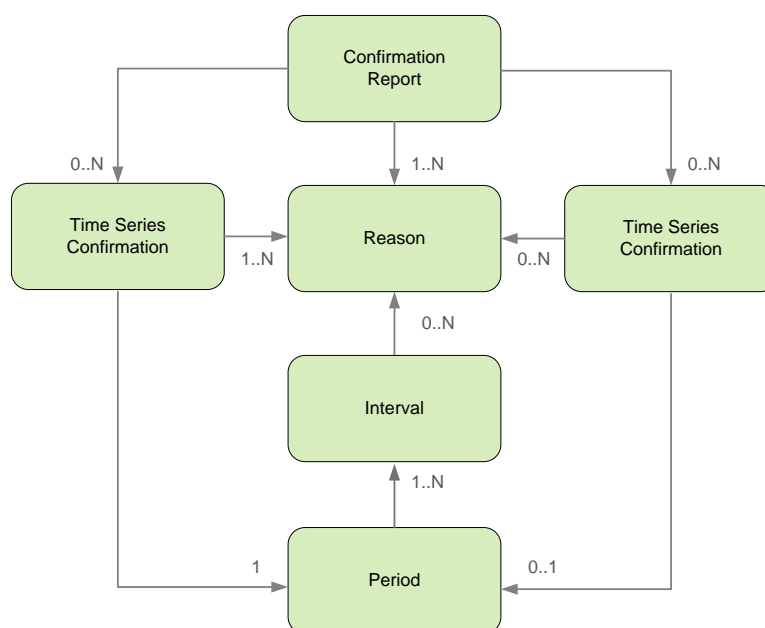 Confirmation
Report
0..N
1..N
0..N
Time Series
Confirmation
Reason
Time Series
Confirmation
1..N
0..N
0..N
Interval
1..N
Period
1
0..1